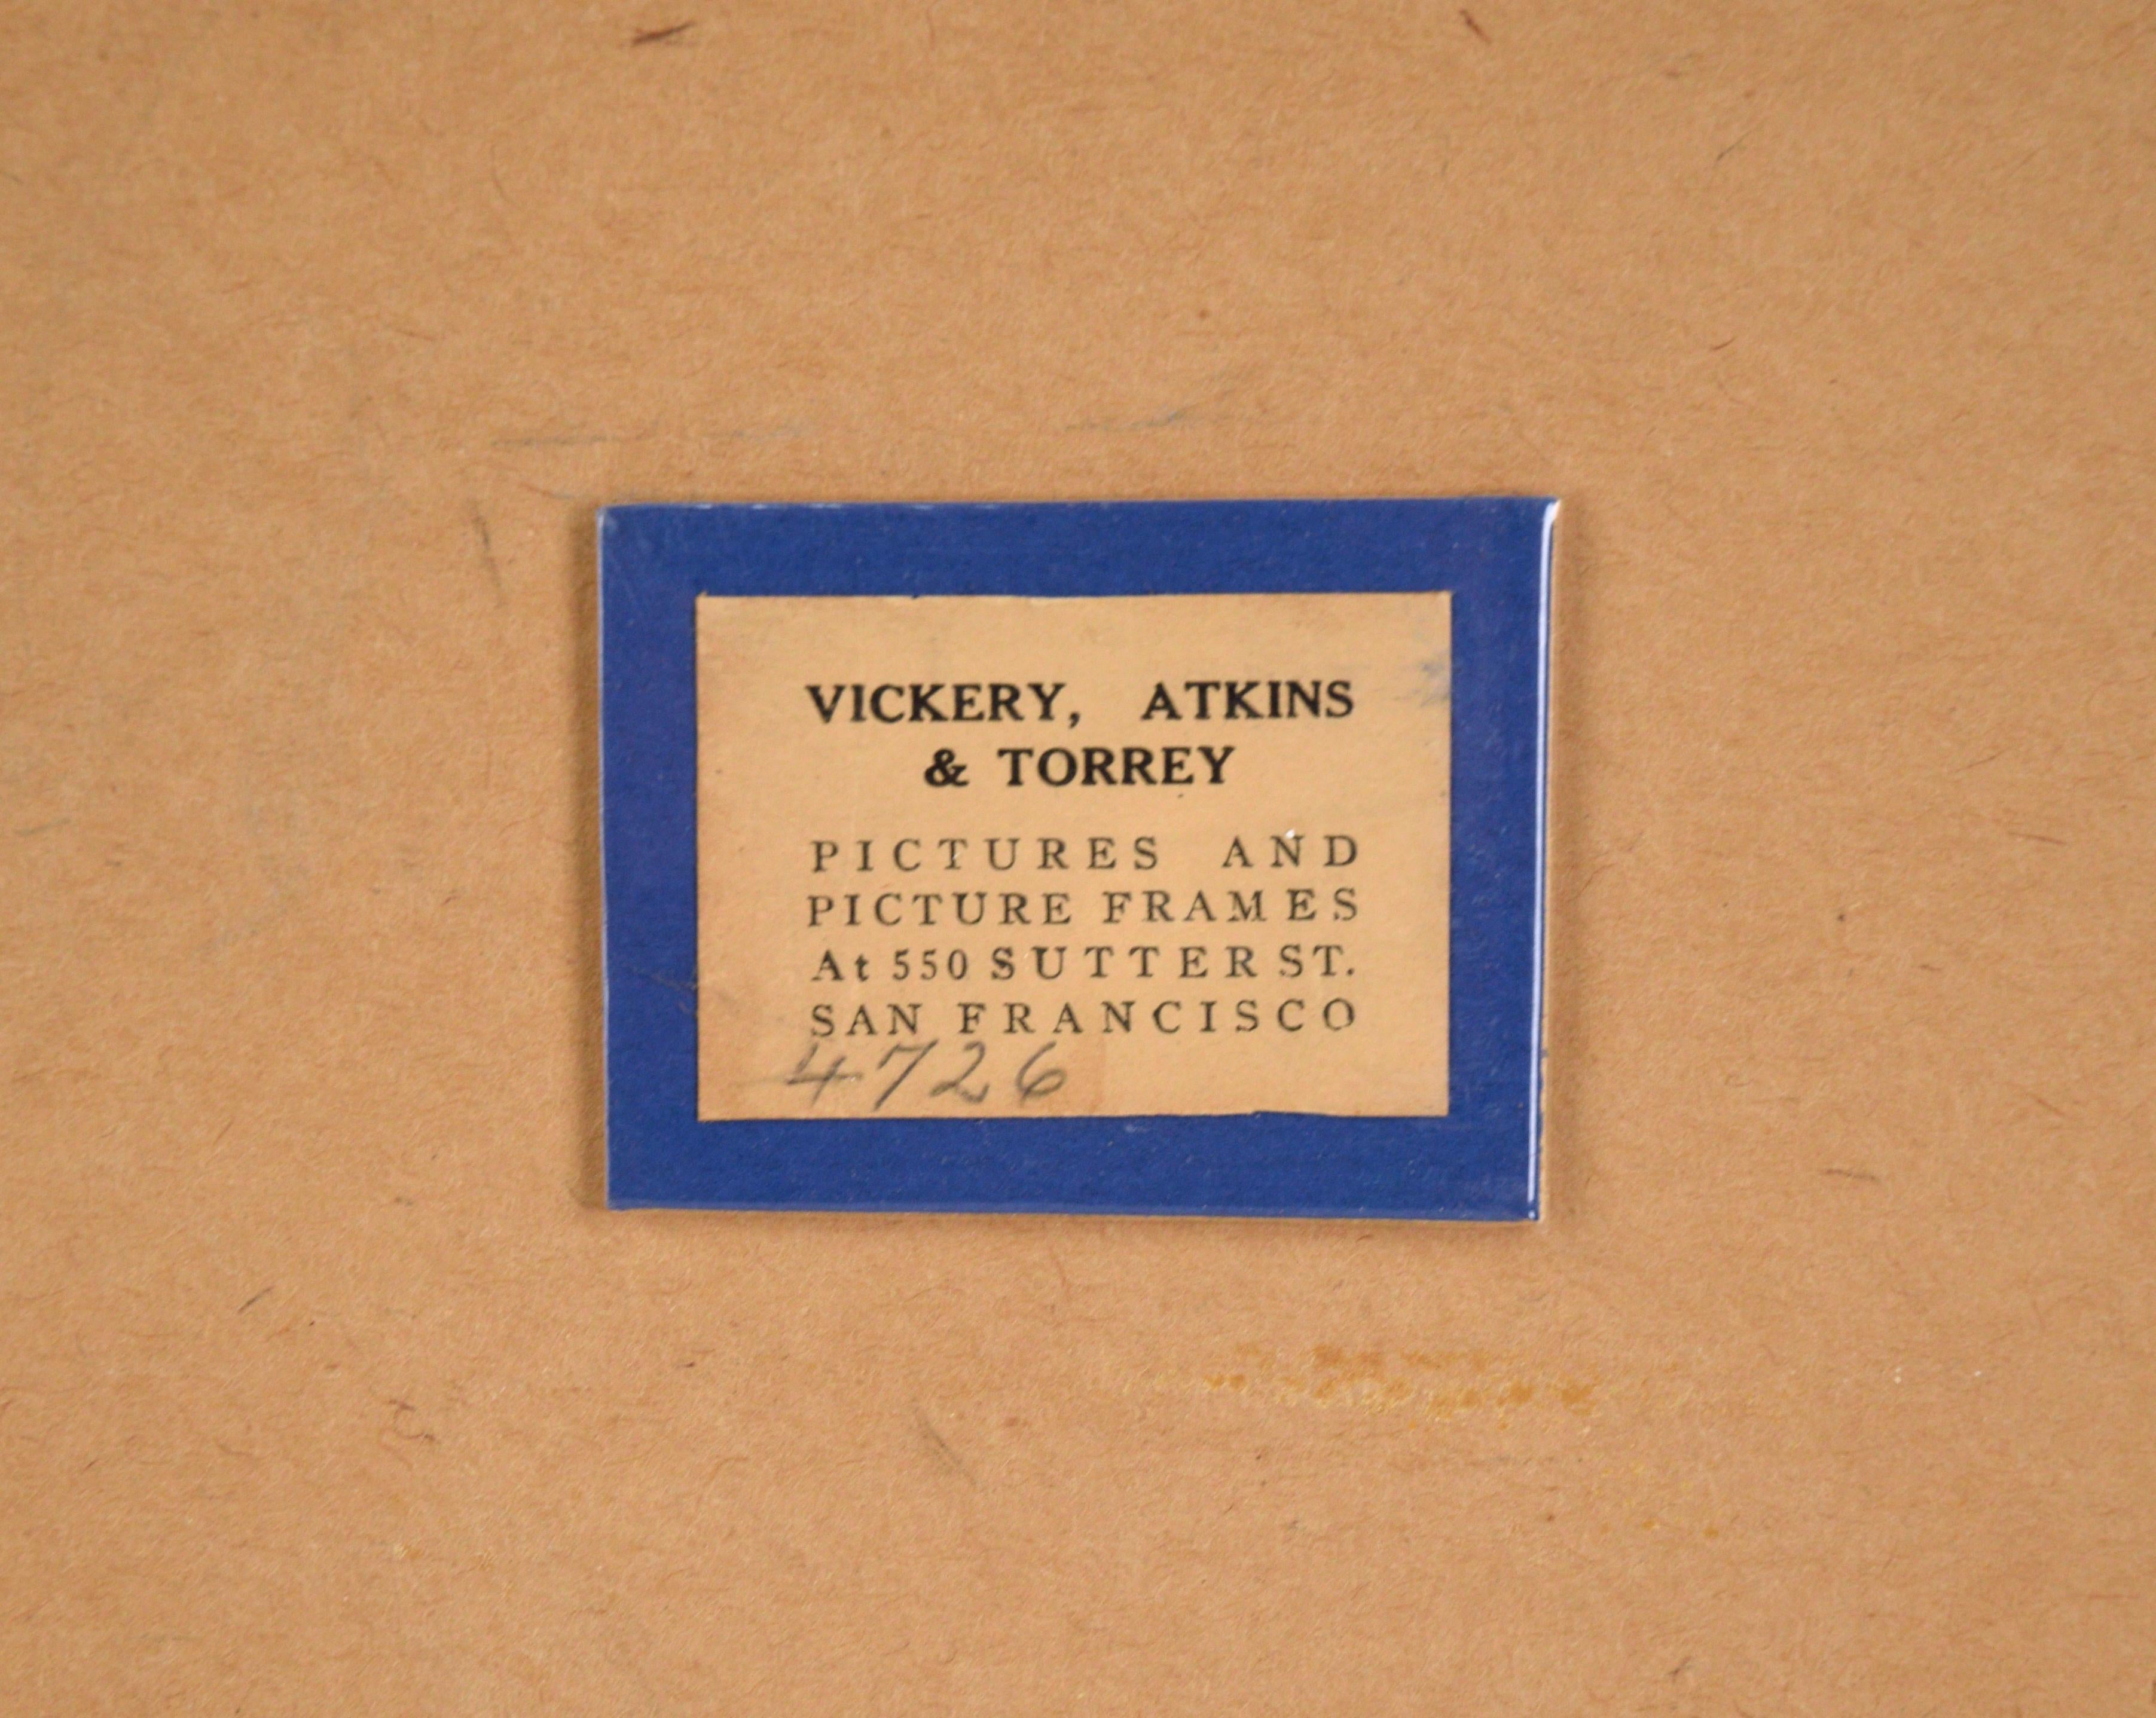 VICKERY, ATKINS
& TORREY
PICTURES AND
PICTURE FRAMES
At 550 SUTTER ST.
SAN FRANCISCO
4726